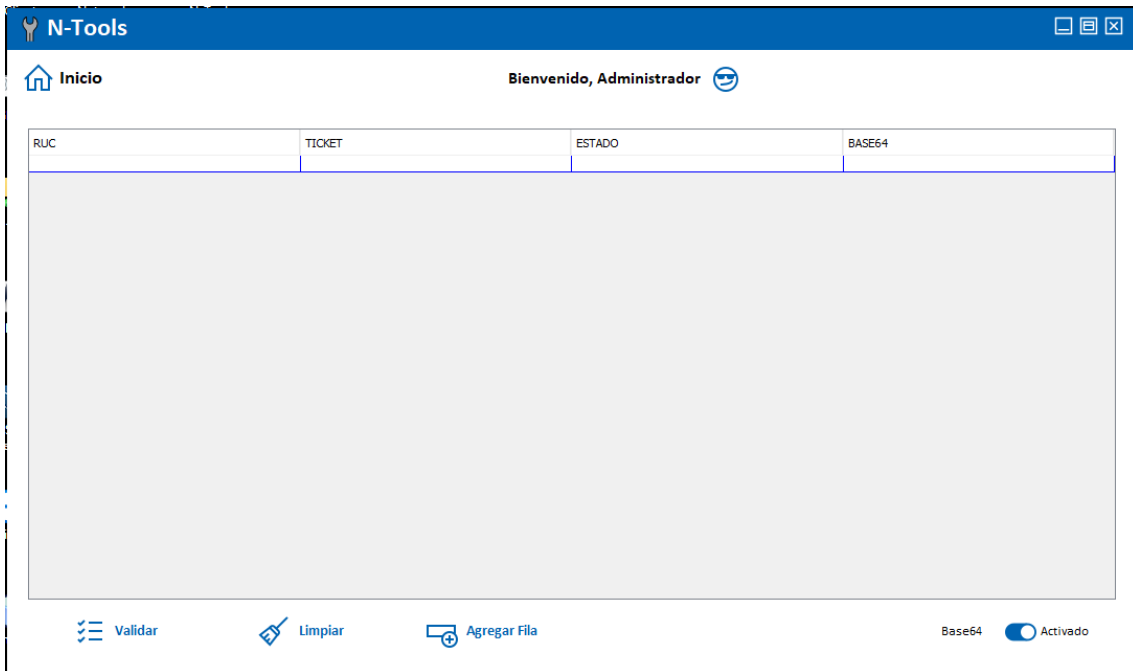 N-Tools
Inicio
Bienvenido, Administrador
RUC TICKET ESTADO BASE64
Validar Limpiar Agregar Fila Base64 Activado